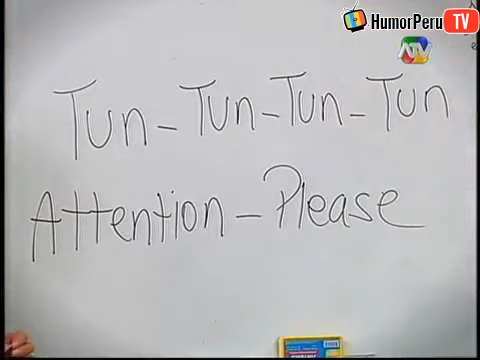 HumorPeru TV
ATV
Tun - Tun - Tun - Tun
Attention - Please